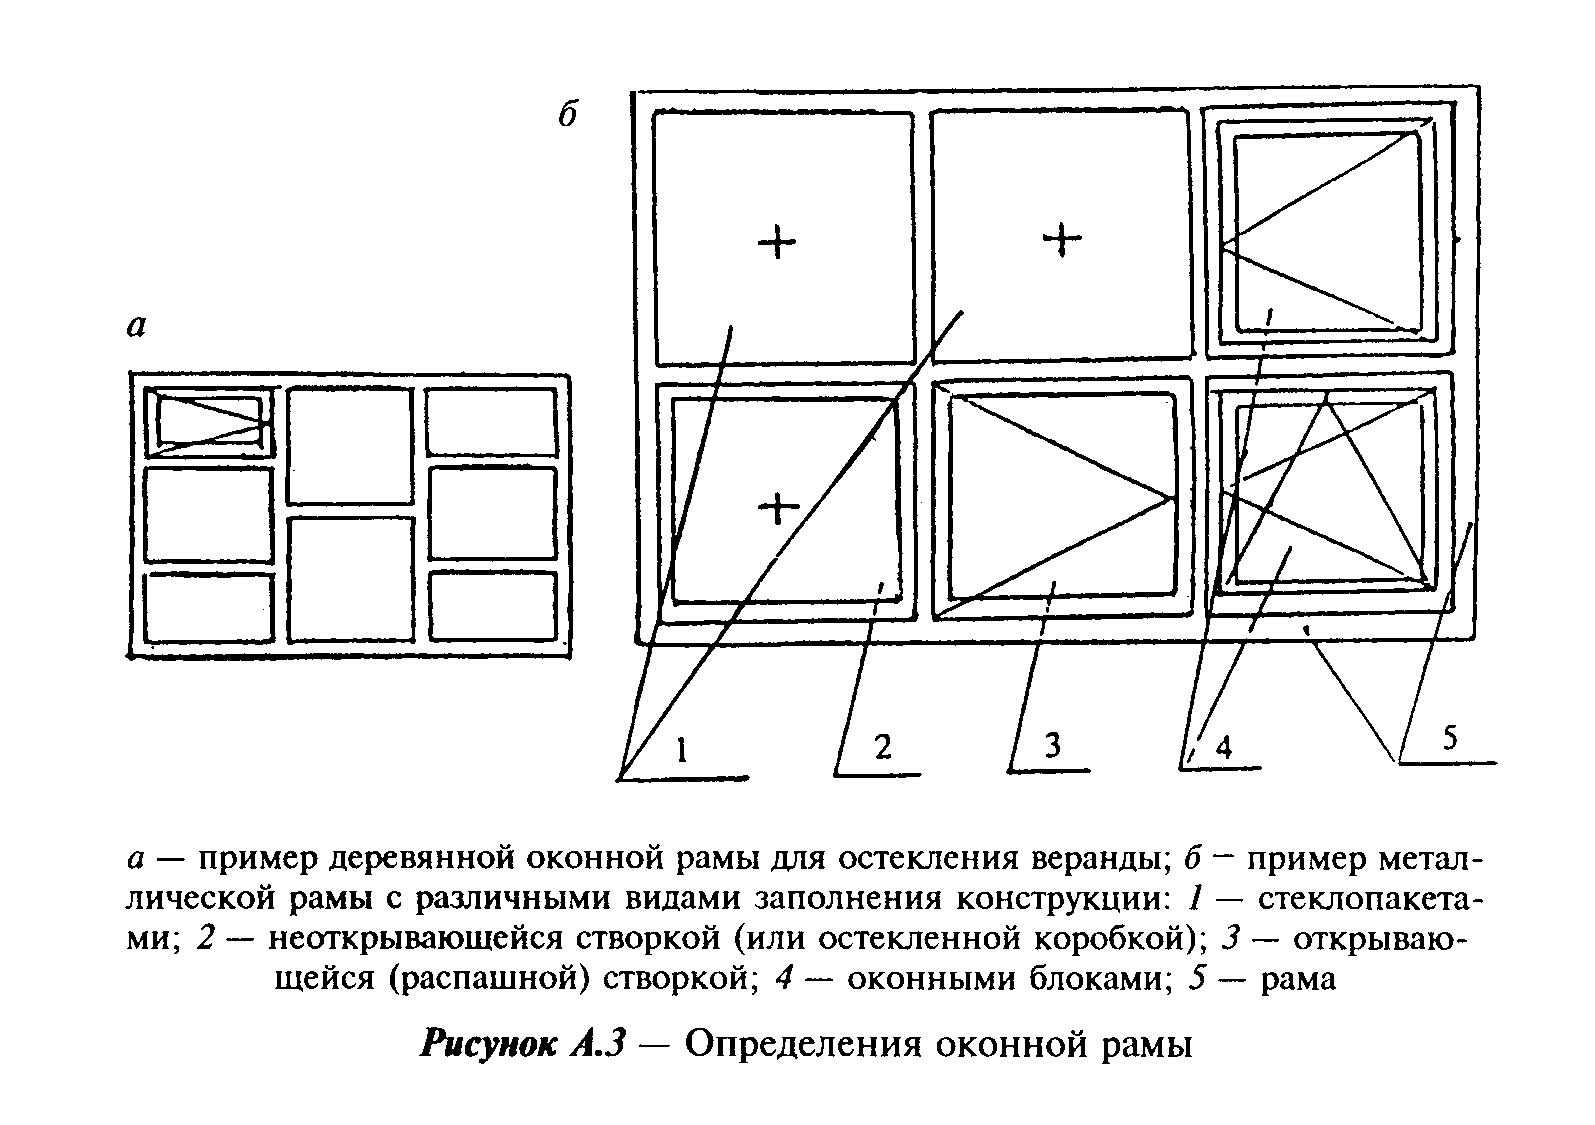 б
а
1
2
3
4
5
а — пример деревянной оконной рамы для остекления веранды; б — пример метал-
лической рамы с различными видами заполнения конструкции: 1 — стеклопакета-
ми; 2 — неоткрывающейся створкой (или остекленной коробкой); 3 — открываю-
щейся (распашной) створкой; 4 — оконными блоками; 5 — рама
Рисунок А.3 — Определения оконной рамы